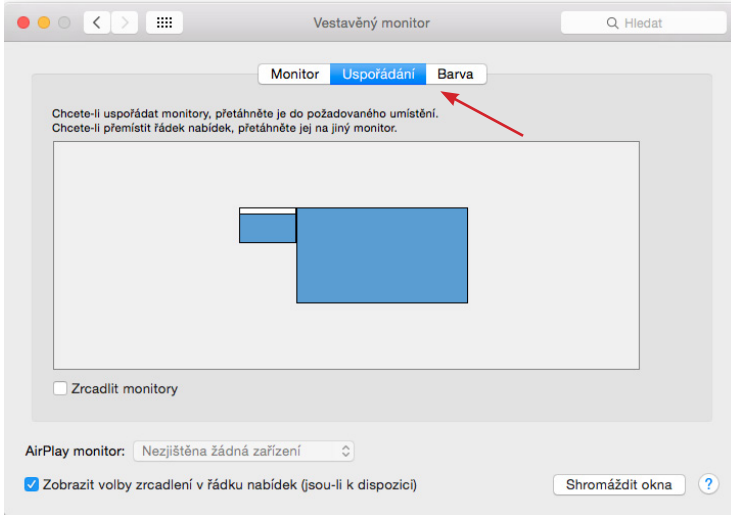 Vestavěný monitor
Hledat
Monitor Uspořádání Barva
Chcete-li uspořádat monitory, přetáhněte je do požadovaného umístění.
Chcete-li přemístit řádek nabídek, přetáhněte jej na jiný monitor.
Zrcadlit monitory
AirPlay monitor: Nezjištěna žádná zařízení
Zobrazit volby zrcadlení v řádku nabídek (jsou-li k dispozici)
Shromáždit okna ?